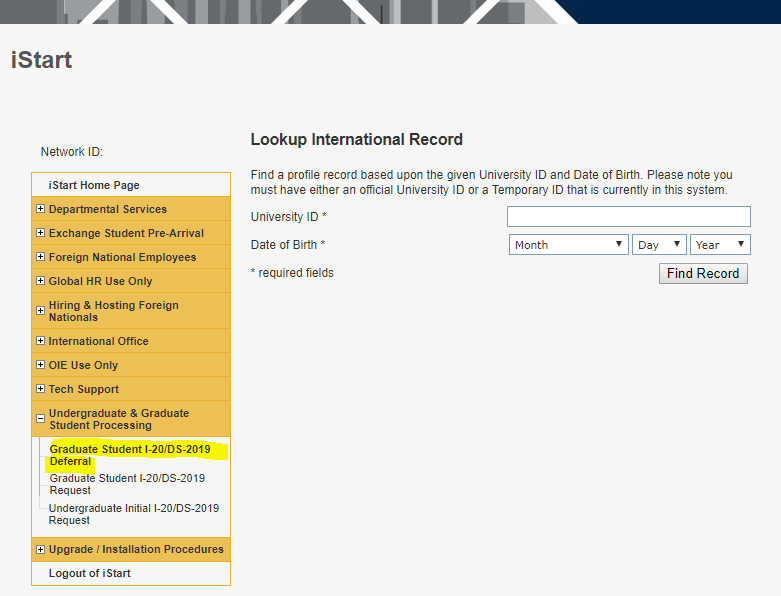 iStart
Network ID:
iStart Home Page
Departmental Services
Exchange Student Pre-Arrival
Foreign National Employees
Global HR Use Only
Hiring & Hosting Foreign
Nationals
International Office
OIE Use Only
Tech Support
Undergraduate & Graduate
Student Processing
Graduate Student I-20/DS-2019
Deferral
Graduate Student I-20/DS-2019
Request
Undergraduate Initial I-20/DS-2019
Request
Upgrade / Installation Procedures
Logout of iStart
Lookup International Record
Find a profile record based upon the given University ID and Date of Birth. Please note you
must have either an official University ID or a Temporary ID that is currently in this system.
University ID *
Date of Birth * Month Day Year
* required fields Find Record